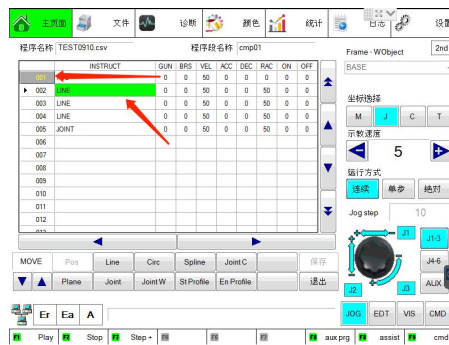 主页面 文件 诊断 颜色 统计 日志 设置
程序名称 TEST0910.csv 程序段名称 cmp01
Frame - WObject 2nd
BASE
INSTRUCT GUN BRS VEL ACC DEC RAC ON OFF
001 0 0 50 0 0 0 0 0
002 LINE 0 0 50 0 0 50 0 0
003 LINE 0 0 50 0 0 50 0 0
004 LINE 0 0 50 0 0 50 0 0
005 JOINT 0 0 50 0 0 50 0 0
006
007
008
009
010
011
012
坐标选择
M J C T
示教速度
5
运行方式
连续 单步 绝对
Jog step 10
J1 J1-3
J4-6
J2 J3 AUX
MOVE Pos Line Circ Spline Joint C 保存
Plane Joint Joint W St Profile En Profile 退出
Er Ea A
JOG EDT VIS CMD
F1 Play F2 Stop F3 Step + F4 F5 F7 F8 aux prg F8 assist F9 cmd